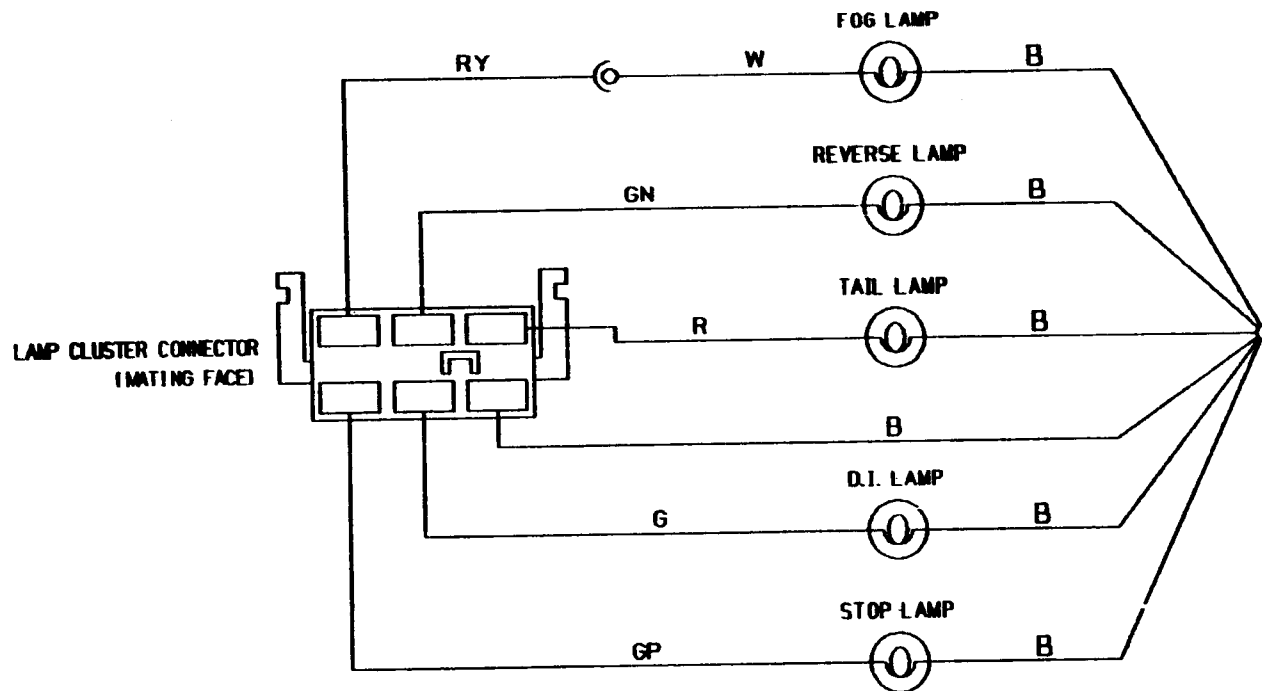 FOG LAMP
RY W B
REVERSE LAMP
GN B
TAIL LAMP
R B
LAMP CLUSTER CONNECTOR
(MATING FACE)
B
D.I. LAMP
G B
STOP LAMP
GP B